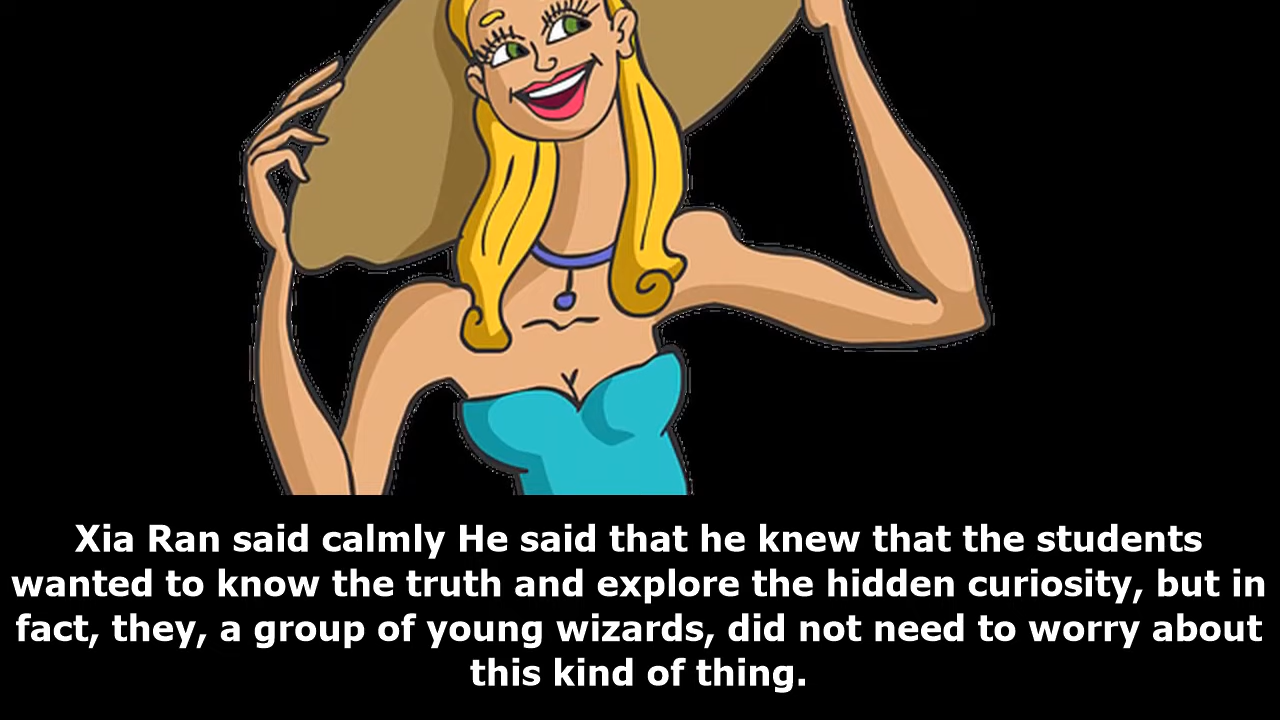 Xia Ran said calmly He said that he knew that the students
wanted to know the truth and explore the hidden curiosity, but in
fact, they, a group of young wizards, did not need to worry about
this kind of thing.